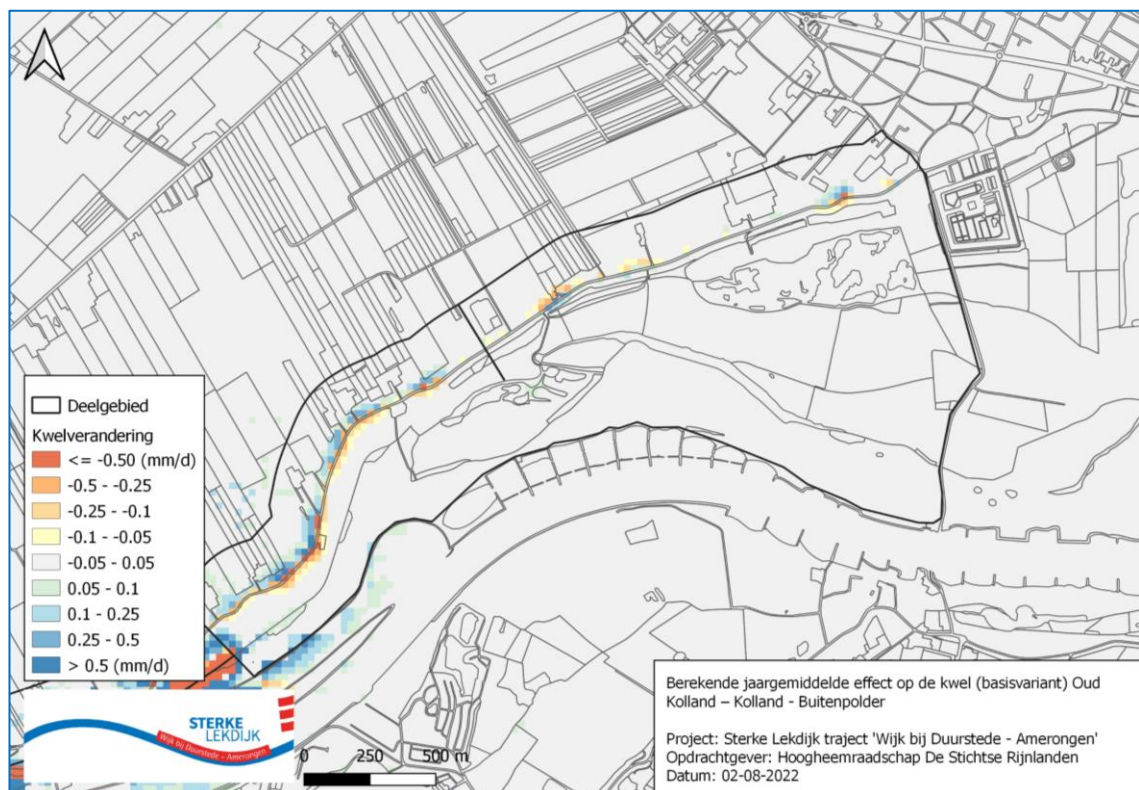 Deelgebied
Kwelverandering
<= -0.50 (mm/d)
-0.5 - -0.25
-0.25 - -0.1
-0.1 - -0.05
-0.05 - 0.05
0.05 - 0.1
0.1 - 0.25
0.25 - 0.5
> 0.5 (mm/d)
STERKE
LEKDIJK
Wijk bij Duurstede - Amerongen
0 250 500 m
Berekende jaargemiddelde effect op de kwel (basisvariant) Oud
Kolland – Kolland - Buitenpolder
Project: Sterke Lekdijk traject 'Wijk bij Duurstede - Amerongen'
Opdrachtgever: Hoogheemraadschap De Stichtse Rijnlanden
Datum: 02-08-2022